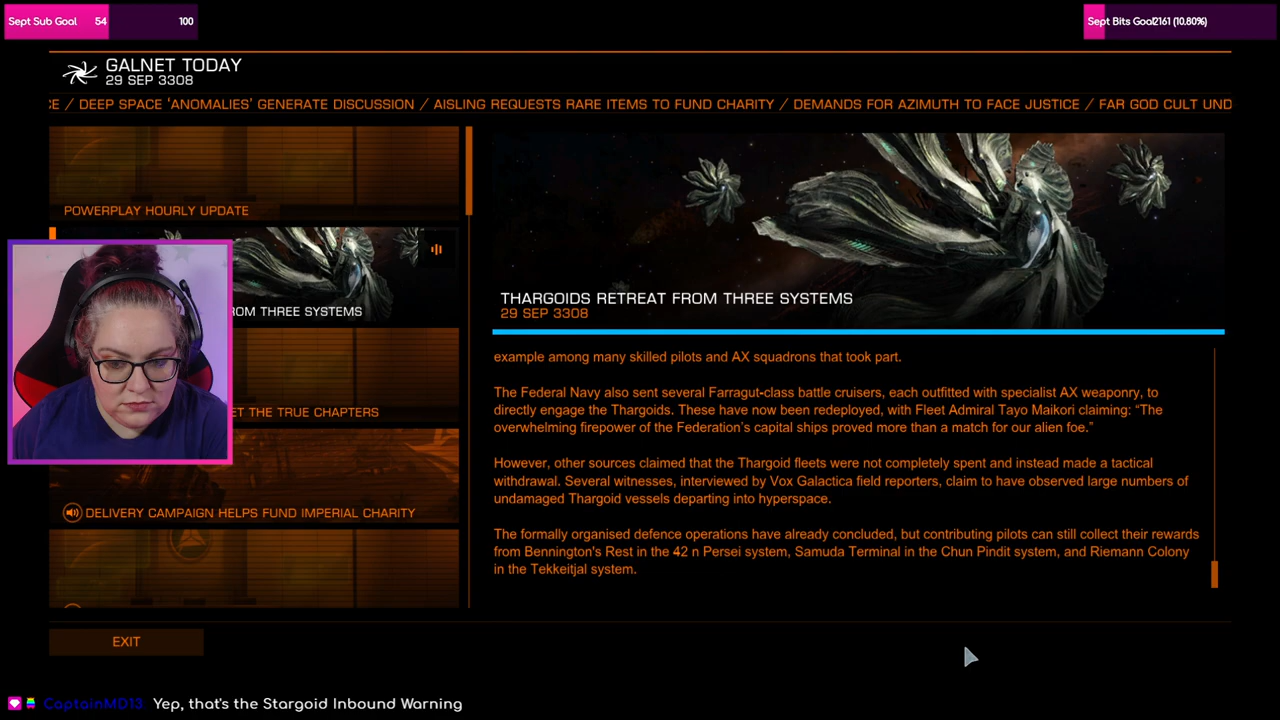 Sept Sub Goal 54 100
Sept Bits Goal2161 (10.80%)
GALNET TODAY
29 SEP 3308
/ DEEP SPACE 'ANOMALIES' GENERATE DISCUSSION / AISLING REQUESTS RARE ITEMS TO FUND CHARITY / DEMANDS FOR AZIMUTH TO FACE JUSTICE / FAR GOD CULT UND
POWERPLAY HOURLY UPDATE
ROM THREE SYSTEMS
ET THE TRUE CHAPTERS
DELIVERY CAMPAIGN HELPS FUND IMPERIAL CHARITY
THARGOIDS RETREAT FROM THREE SYSTEMS
29 SEP 3308
example among many skilled pilots and AX squadrons that took part.
The Federal Navy also sent several Farragut-class battle cruisers, each outfitted with specialist AX weaponry, to
directly engage the Thargoids. These have now been redeployed, with Fleet Admiral Tayo Maikori claiming: “The
overwhelming firepower of the Federation’s capital ships proved more than a match for our alien foe.”
However, other sources claimed that the Thargoid fleets were not completely spent and instead made a tactical
withdrawal. Several witnesses, interviewed by Vox Galactica field reporters, claim to have observed large numbers of
undamaged Thargoid vessels departing into hyperspace.
The formally organised defence operations have already concluded, but contributing pilots can still collect their rewards
from Bennington's Rest in the 42 n Persei system, Samuda Terminal in the Chun Pindit system, and Riemann Colony
in the Tekkeitjal system.
EXIT
CaptainMD13 Yep, that's the Stargoid Inbound Warning